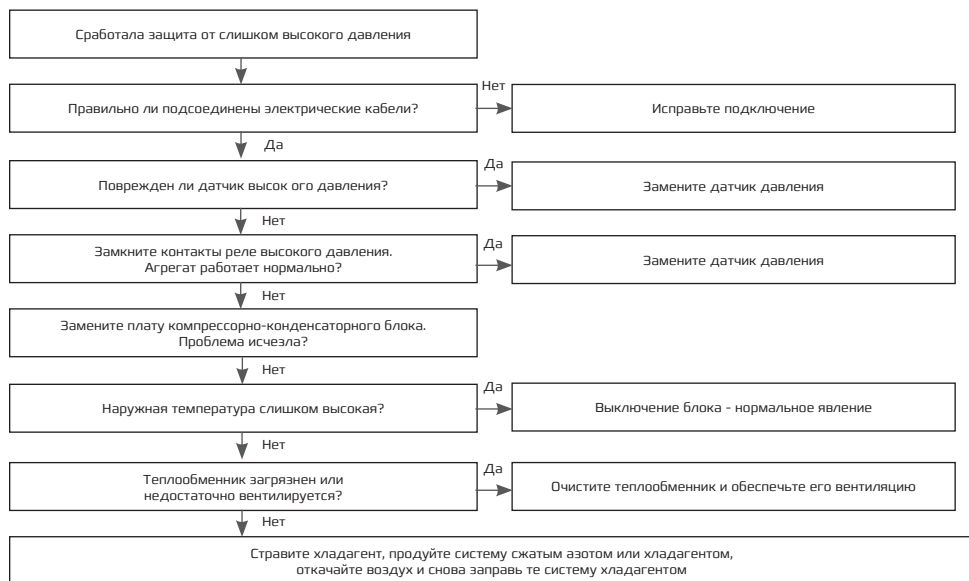 Сработала защита от слишком высокого давления
Правильно ли подсоединены электрические кабели?
Нет
Исправьте подключение
Да
Поврежден ли датчик высок ого давления?
Да
Замените датчик давления
Нет
Замкните контакты реле высокого давления.
Агрегат работает нормально?
Да
Замените датчик давления
Нет
Замените плату компрессорно-конденсаторного блока.
Проблема исчезла?
Нет
Наружная температура слишком высокая?
Да
Выключение блока - нормальное явление
Нет
Теплообменник загрязнен или
недостаточно вентилируется?
Да
Очистите теплообменник и обеспечьте его вентиляцию
Нет
Стравите хладагент, продуйте систему сжатым азотом или хладагентом,
откачайте воздух и снова заправь те систему хладагентом